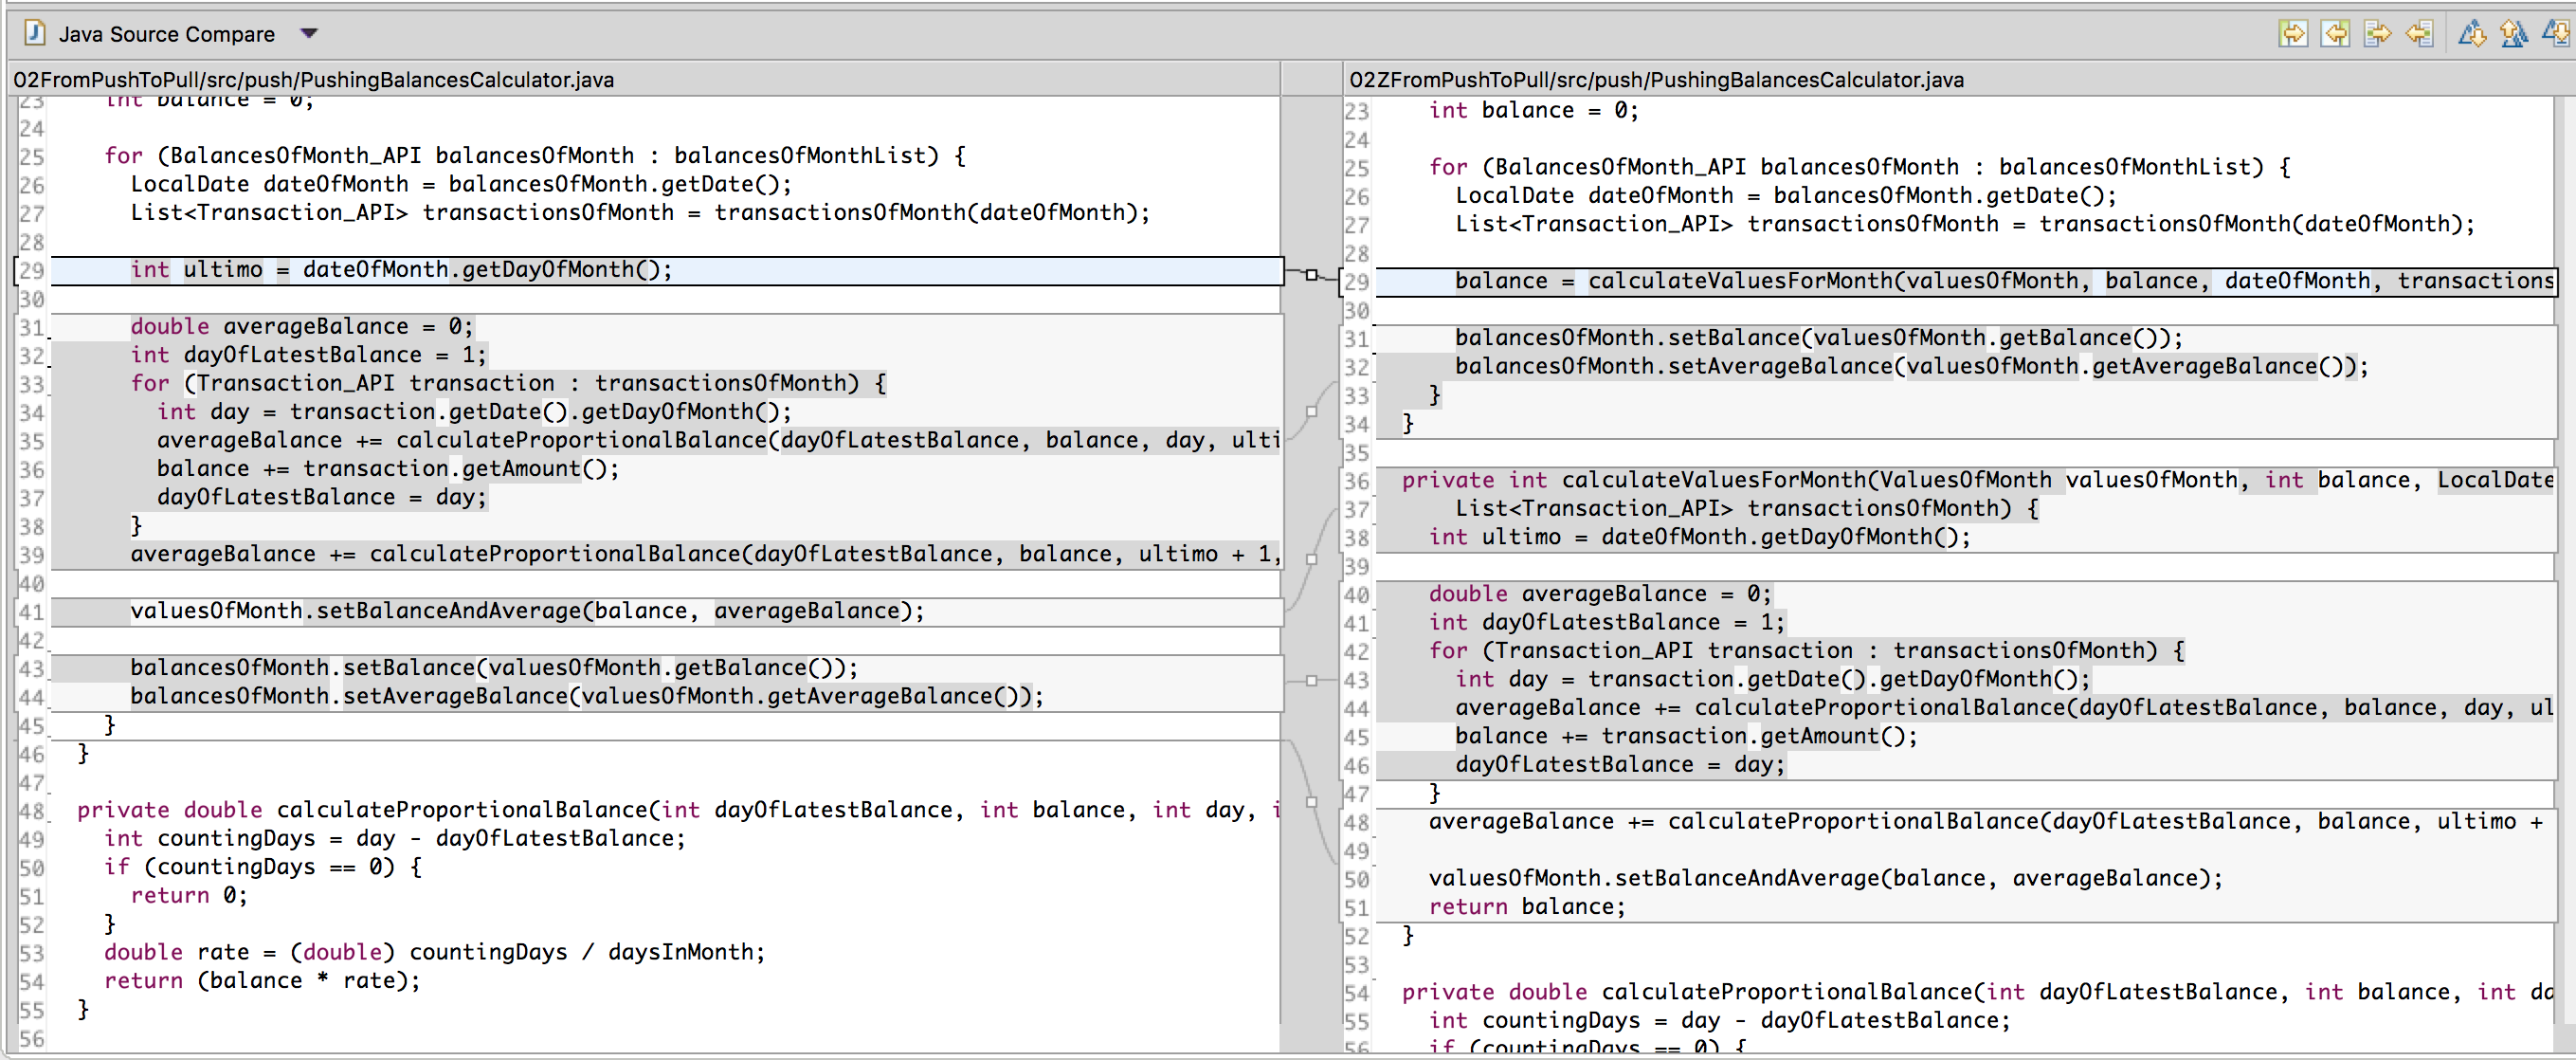 Java Source Compare
02FromPushToPull/src/push/PushingBalancesCalculator.java
23 int balance = 0;
24
25 for (BalancesOfMonth_API balancesOfMonth : balancesOfMonthList) {
26 LocalDate dateOfMonth = balancesOfMonth.getDate();
27 List<Transaction_API> transactionsOfMonth = transactionsOfMonth(dateOfMonth);
28
29 int ultimo = dateOfMonth.getDayOfMonth();
30
31 double averageBalance = 0;
32 int dayOfLatestBalance = 1;
33 for (Transaction_API transaction : transactionsOfMonth) {
34 int day = transaction.getDate().getDayOfMonth();
35 averageBalance += calculateProportionalBalance(dayOfLatestBalance, balance, day, ulti
36 balance += transaction.getAmount();
37 dayOfLatestBalance = day;
38 }
39 averageBalance += calculateProportionalBalance(dayOfLatestBalance, balance, ultimo + 1,
40
41 valuesOfMonth.setBalanceAndAverage(balance, averageBalance);
42
43 balancesOfMonth.setBalance(valuesOfMonth.getBalance());
44 balancesOfMonth.setAverageBalance(valuesOfMonth.getAverageBalance());
45 }
46 }
47
48 private double calculateProportionalBalance(int dayOfLatestBalance, int balance, int day, i
49 int countingDays = day - dayOfLatestBalance;
50 if (countingDays == 0) {
51 return 0;
52 }
53 double rate = (double) countingDays / daysInMonth;
54 return (balance * rate);
55 }
56
02ZFromPushToPull/src/push/PushingBalancesCalculator.java
23 int balance = 0;
24
25 for (BalancesOfMonth_API balancesOfMonth : balancesOfMonthList) {
26 LocalDate dateOfMonth = balancesOfMonth.getDate();
27 List<Transaction_API> transactionsOfMonth = transactionsOfMonth(dateOfMonth);
28
29 balance = calculateValuesForMonth(valuesOfMonth, balance, dateOfMonth, transactions
30
31 balancesOfMonth.setBalance(valuesOfMonth.getBalance());
32 balancesOfMonth.setAverageBalance(valuesOfMonth.getAverageBalance());
33 }
34 }
35
36 private int calculateValuesForMonth(ValuesOfMonth valuesOfMonth, int balance, LocalDate
37 List<Transaction_API> transactionsOfMonth) {
38 int ultimo = dateOfMonth.getDayOfMonth();
39
40 double averageBalance = 0;
41 int dayOfLatestBalance = 1;
42 for (Transaction_API transaction : transactionsOfMonth) {
43 int day = transaction.getDate().getDayOfMonth();
44 averageBalance += calculateProportionalBalance(dayOfLatestBalance, balance, day, ul
45 balance += transaction.getAmount();
46 dayOfLatestBalance = day;
47 }
48 averageBalance += calculateProportionalBalance(dayOfLatestBalance, balance, ultimo +
49
50 valuesOfMonth.setBalanceAndAverage(balance, averageBalance);
51 return balance;
52 }
53
54 private double calculateProportionalBalance(int dayOfLatestBalance, int balance, int da
55 int countingDays = day - dayOfLatestBalance;
56 if (countingDays == 0) {